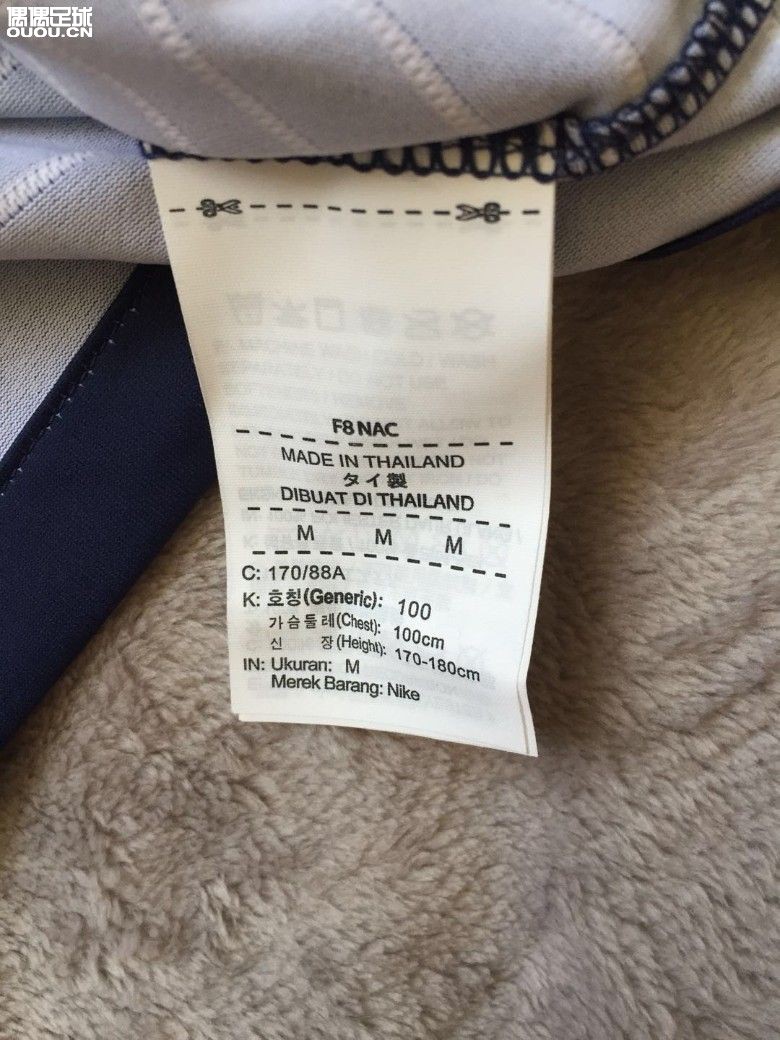 偶偶足球
OUOU.CN
F8 NAC
MADE IN THAILAND
タイ製
DIBUAT DI THAILAND
M M M
C: 170/88A
K: 호칭(Generic): 100
가슴둘레(Chest): 100cm
신 장(Height): 170-180cm
IN: Ukuran: M
Merek Barang: Nike